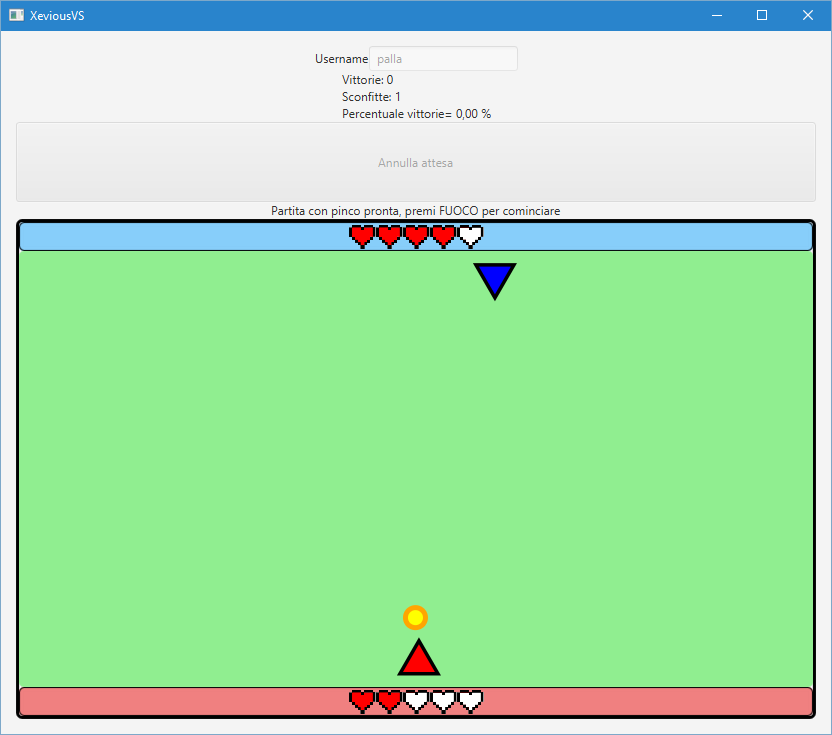 XeviousVS
Username palla
Vittorie: 0
Sconfitte: 1
Percentuale vittorie= 0,00 %
Annulla attesa
Partita con pinco pronta, premi FUOCO per cominciare